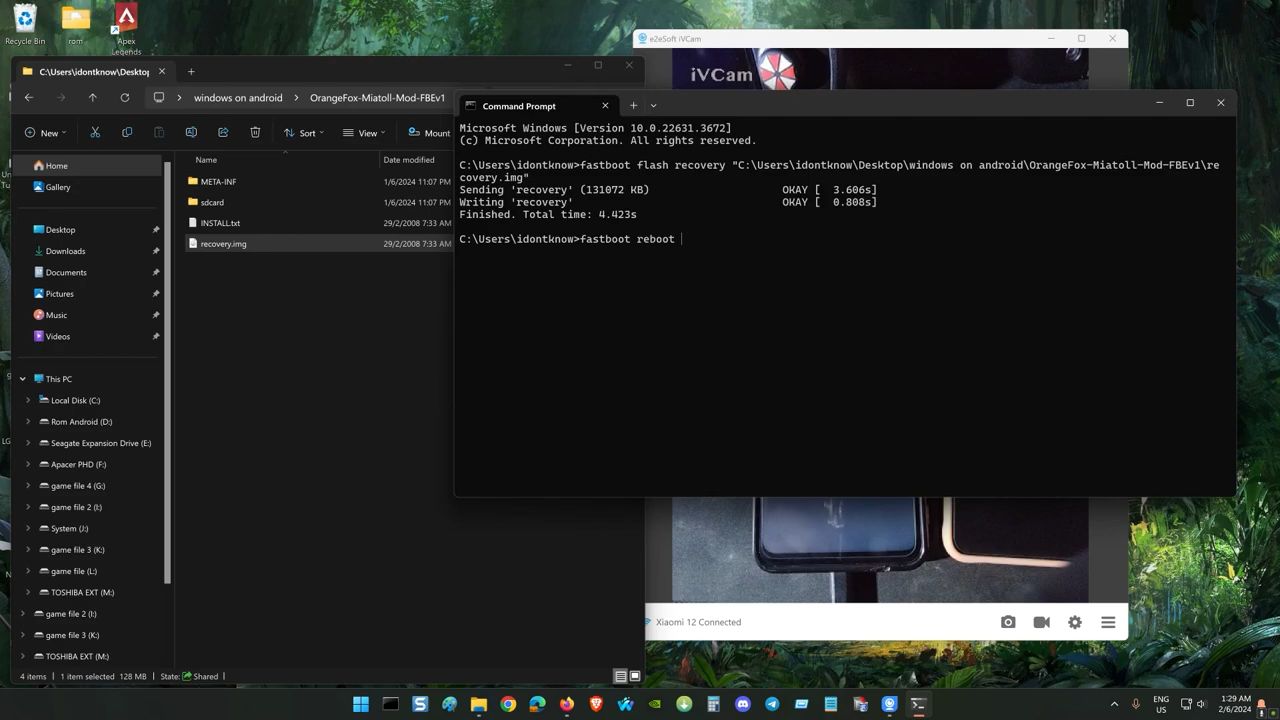 Recycle Bin
rom
Apex
Legends
e2eSoft iVCam
iVCam
C:\Users\idontknow\Desktop
windows on android
OrangeFox-Miatoll-Mod-FBEv1
New
Sort
View
Mount
Name
Date modified
Home
Gallery
Desktop
Downloads
Documents
Pictures
Music
Videos
This PC
Local Disk (C:)
Rom Android (D:)
Seagate Expansion Drive (E:)
Apacer PHD (F:)
game file 4 (G:)
game file 2 (I:)
System (J:)
game file 3 (K:)
game file (L:)
TOSHIBA EXT (M:)
game file 2 (I:)
game file 3 (K:)
TOSHIBA EXT (M:)
META-INF
1/6/2024 11:07 PM
sdcard
1/6/2024 11:07 PM
INSTALL.txt
29/2/2008 7:33 AM
recovery.img
29/2/2008 7:33 AM
4 items
1 item selected 128 MB
State: Shared
Command Prompt
Microsoft Windows [Version 10.0.22631.3672]
(c) Microsoft Corporation. All rights reserved.
C:\Users\idontknow>fastboot flash recovery "C:\Users\idontknow\Desktop\windows on android\OrangeFox-Miatoll-Mod-FBEv1\re
covery.img"
Sending 'recovery' (131072 KB) OKAY [ 3.606s]
Writing 'recovery' OKAY [ 0.808s]
Finished. Total time: 4.423s
C:\Users\idontknow>fastboot reboot
Xiaomi 12 Connected
ENG
US
1:29 AM
2/6/2024